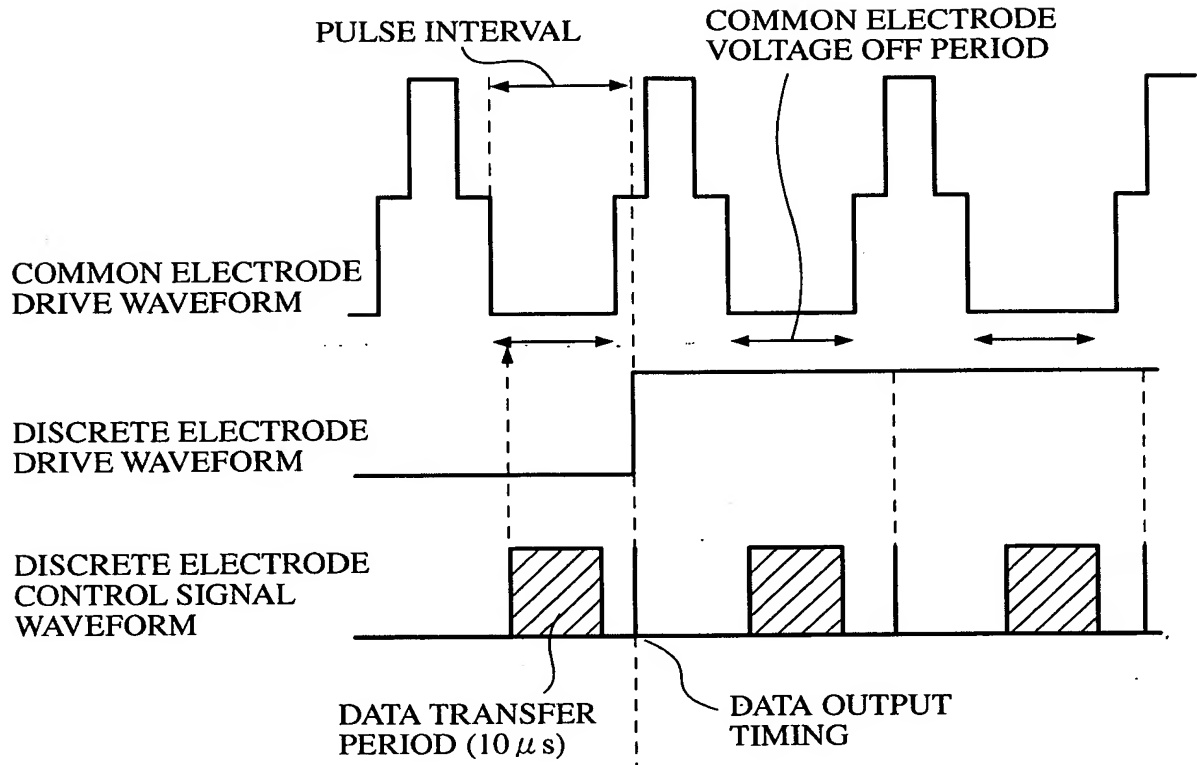 PULSE INTERVAL
COMMON ELECTRODE
VOLTAGE OFF PERIOD
COMMON ELECTRODE
DRIVE WAVEFORM
DISCRETE ELECTRODE
DRIVE WAVEFORM
DISCRETE ELECTRODE
CONTROL SIGNAL
WAVEFORM
DATA TRANSFER
PERIOD (10 μ s)
DATA OUTPUT
TIMING